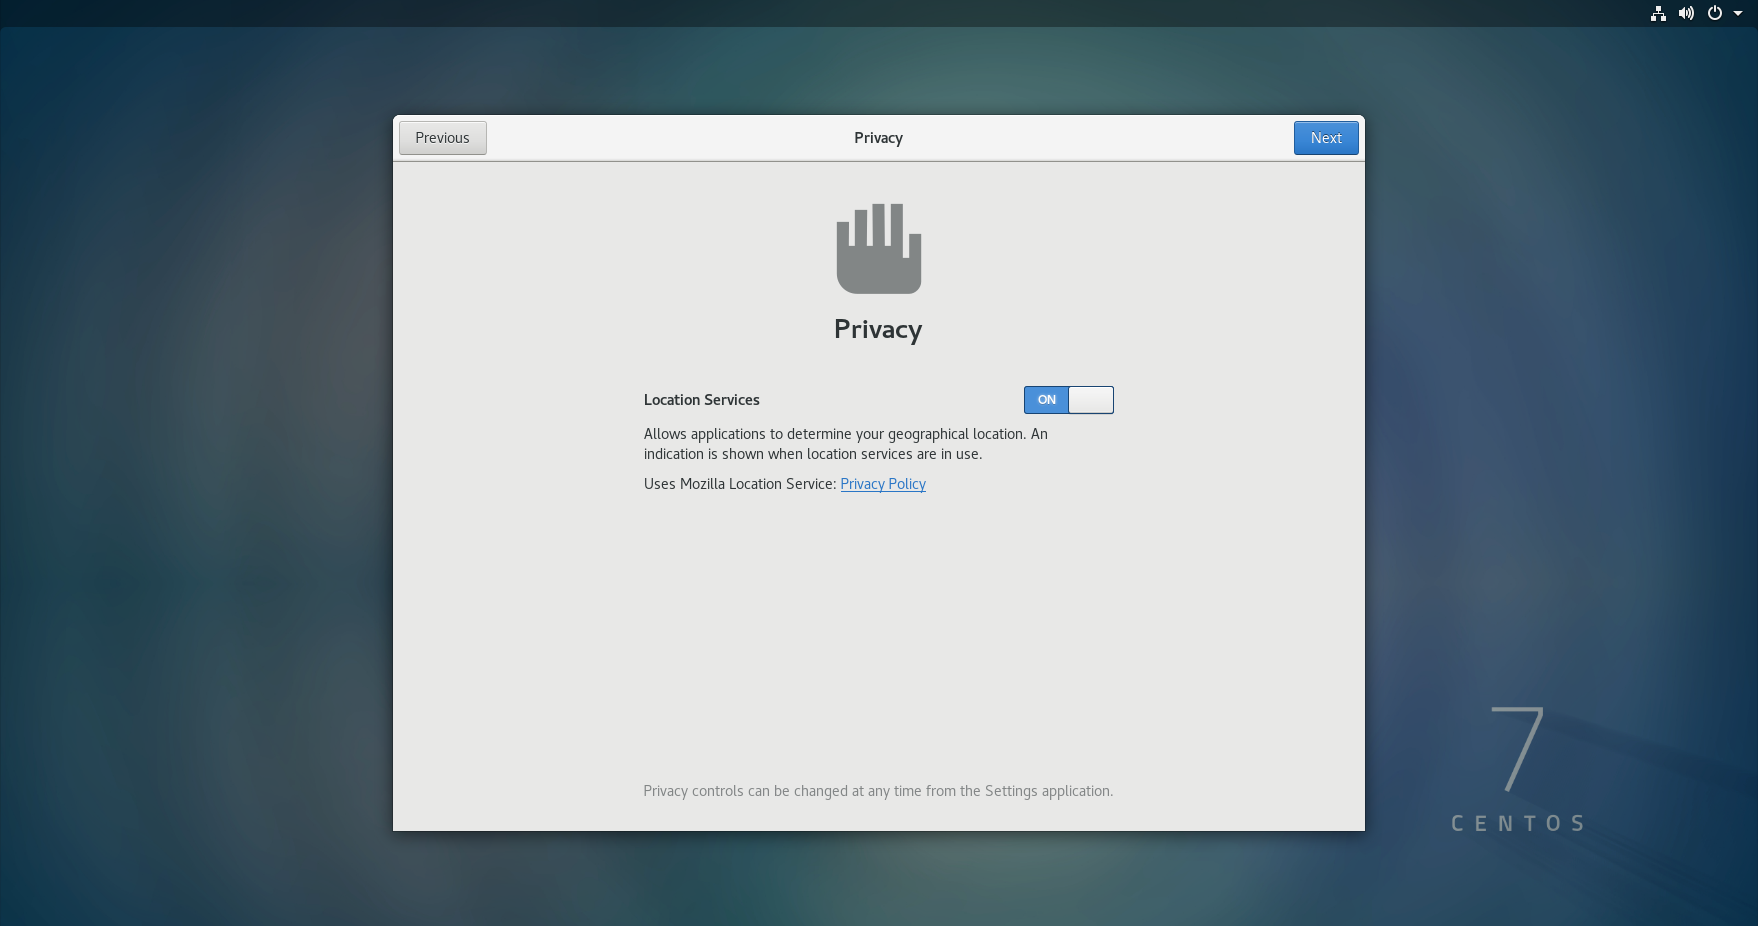 Previous
Privacy
Next
Privacy
Location Services
ON
Allows applications to determine your geographical location. An
indication is shown when location services are in use.
Uses Mozilla Location Service: Privacy Policy
Privacy controls can be changed at any time from the Settings application.
7
CENTOS